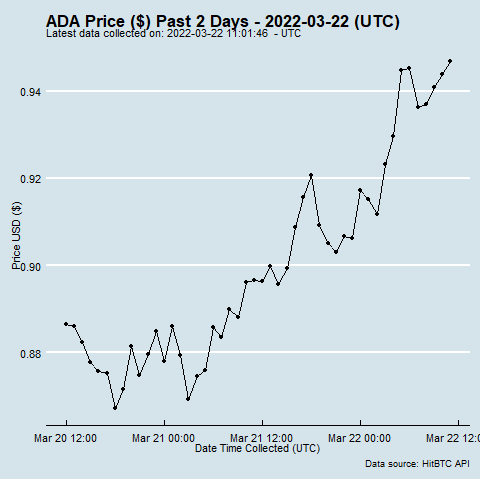 ADA Price ($) Past 2 Days - 2022-03-22 (UTC)
Latest data collected on: 2022-03-22 11:01:46 - UTC
0.94
0.92
0.90
0.88
Price USD ($)
Mar 20 12:00 Mar 21 00:00 Mar 21 12:00 Mar 22 00:00 Mar 22 12:00
Date Time Collected (UTC)
Data source: HitBTC API